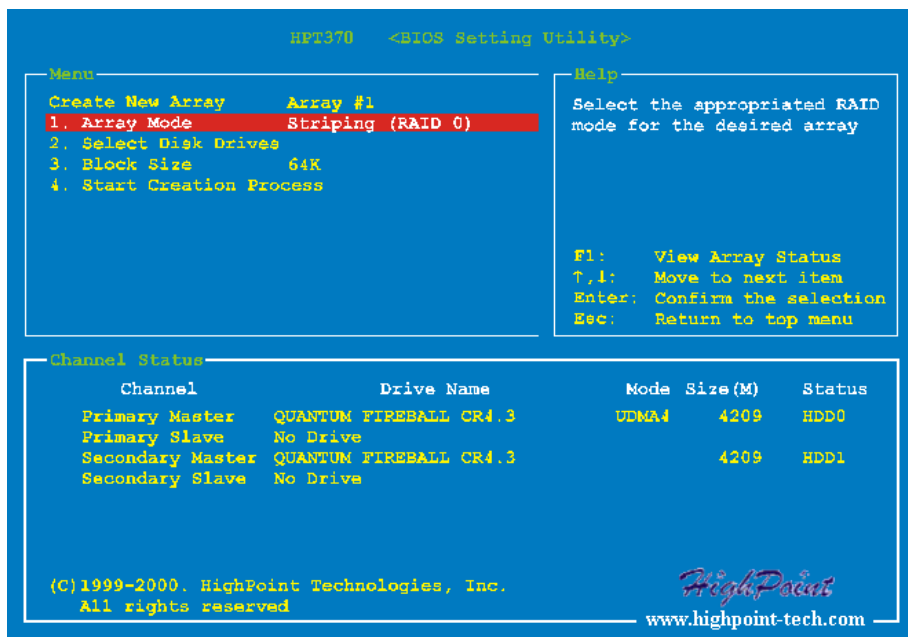 HPT370 <BIOS Setting Utility>
Menu
Create New Array Array #1
1. Array Mode Striping (RAID 0)
2. Select Disk Drives
3. Block Size 64K
4. Start Creation Process
Help
Select the appropriated RAID
mode for the desired array
F1: View Array Status
↑,↓: Move to next item
Enter: Confirm the selection
Esc: Return to top menu
Channel Status
Channel Drive Name Mode Size(M) Status
Primary Master QUANTUM FIREBALL CR4.3 UDMA4 4209 HDD0
Primary Slave No Drive
Secondary Master QUANTUM FIREBALL CR4.3 4209 HDD1
Secondary Slave No Drive
(C)1999-2000. HighPoint Technologies, Inc.
All rights reserved
HighPoint
www.highpoint-tech.com